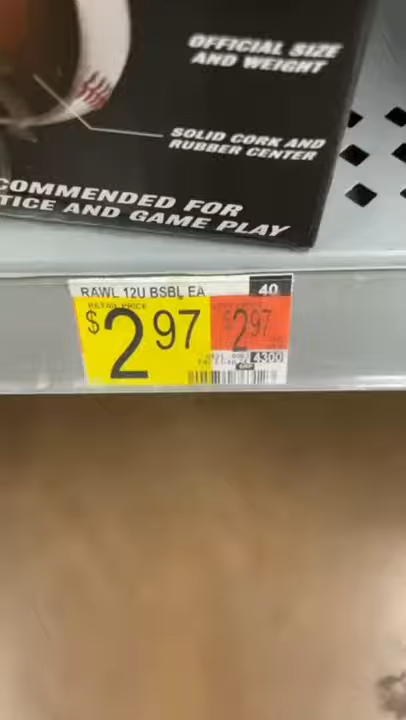 OFFICIAL SIZE
AND WEIGHT
SOLID CORK AND
RUBBER CENTER
COMMENDED FOR
TICE AND GAME PLAY
RAWL 12U BSBL EA 40
RETAIL PRICE
$2 97 $2 97
4300